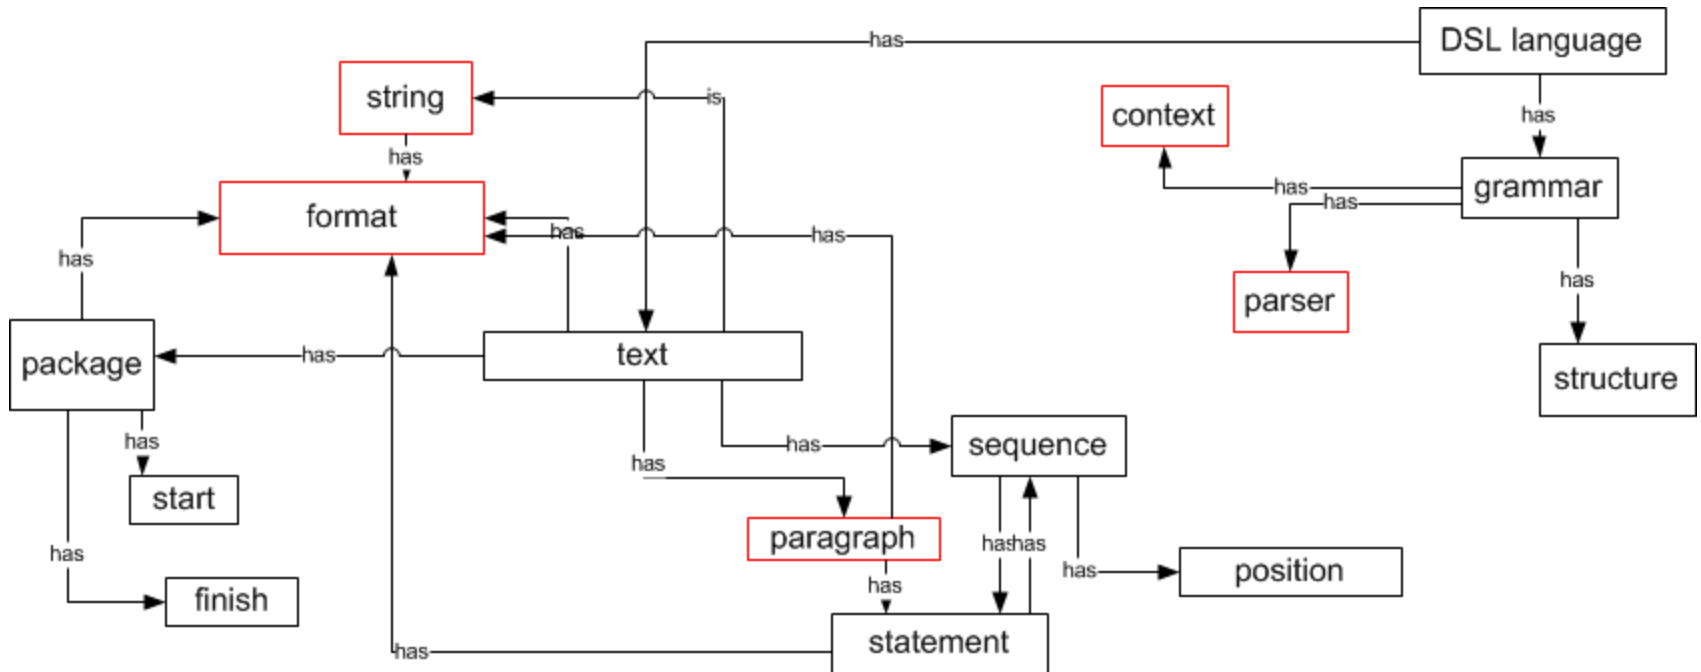 DSL language
has
string
is
context
has
has
has
grammar
has
format
has
has
has
has
parser
has
package
has
text
structure
has
has
sequence
has
start
has
paragraph
has
has
has
has
position
finish
has
statement
has